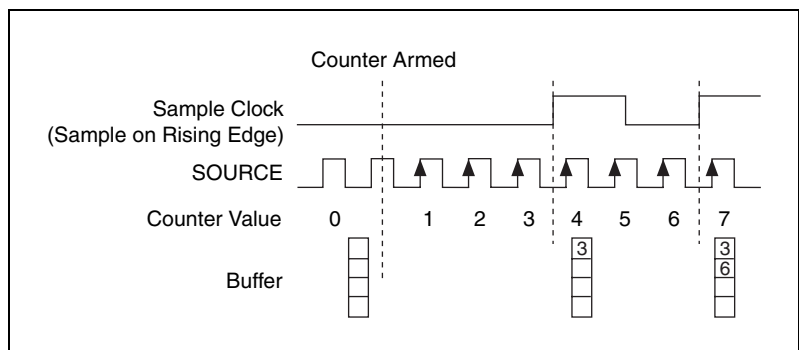 Counter Armed
Sample Clock
(Sample on Rising Edge)
SOURCE
Counter Value 0 1 2 3 4 5 6 7
Buffer
3 3
6